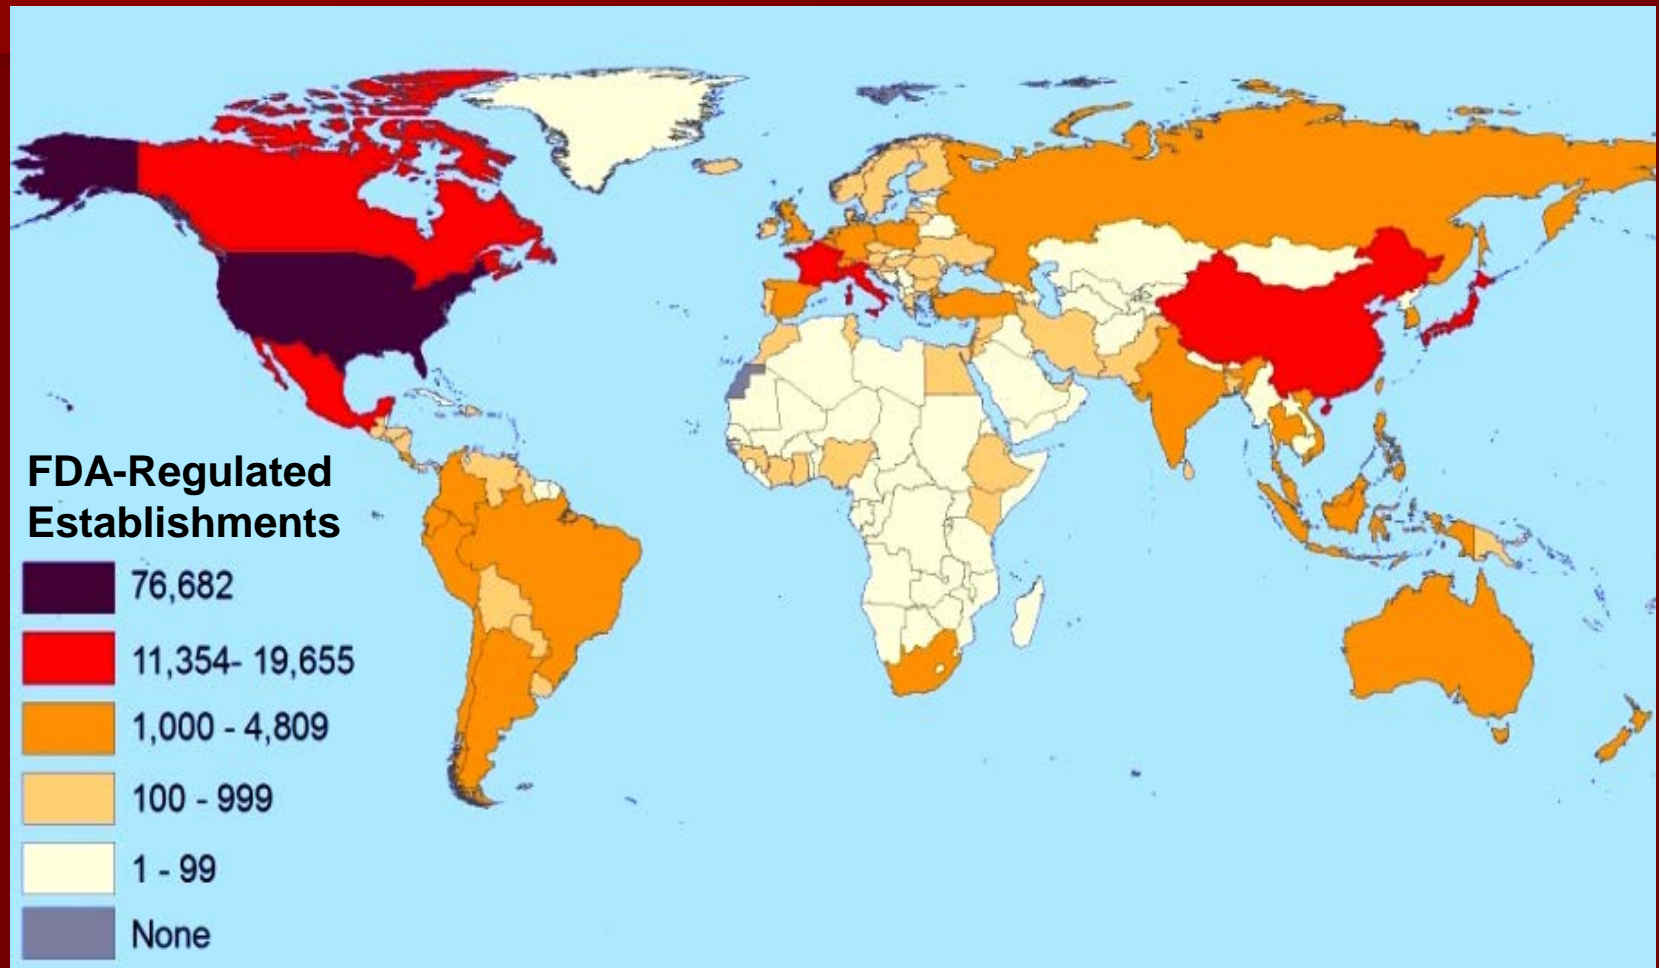 FDA-Regulated
Establishments
76,682
11,354- 19,655
1,000 - 4,809
100 - 999
1 - 99
None